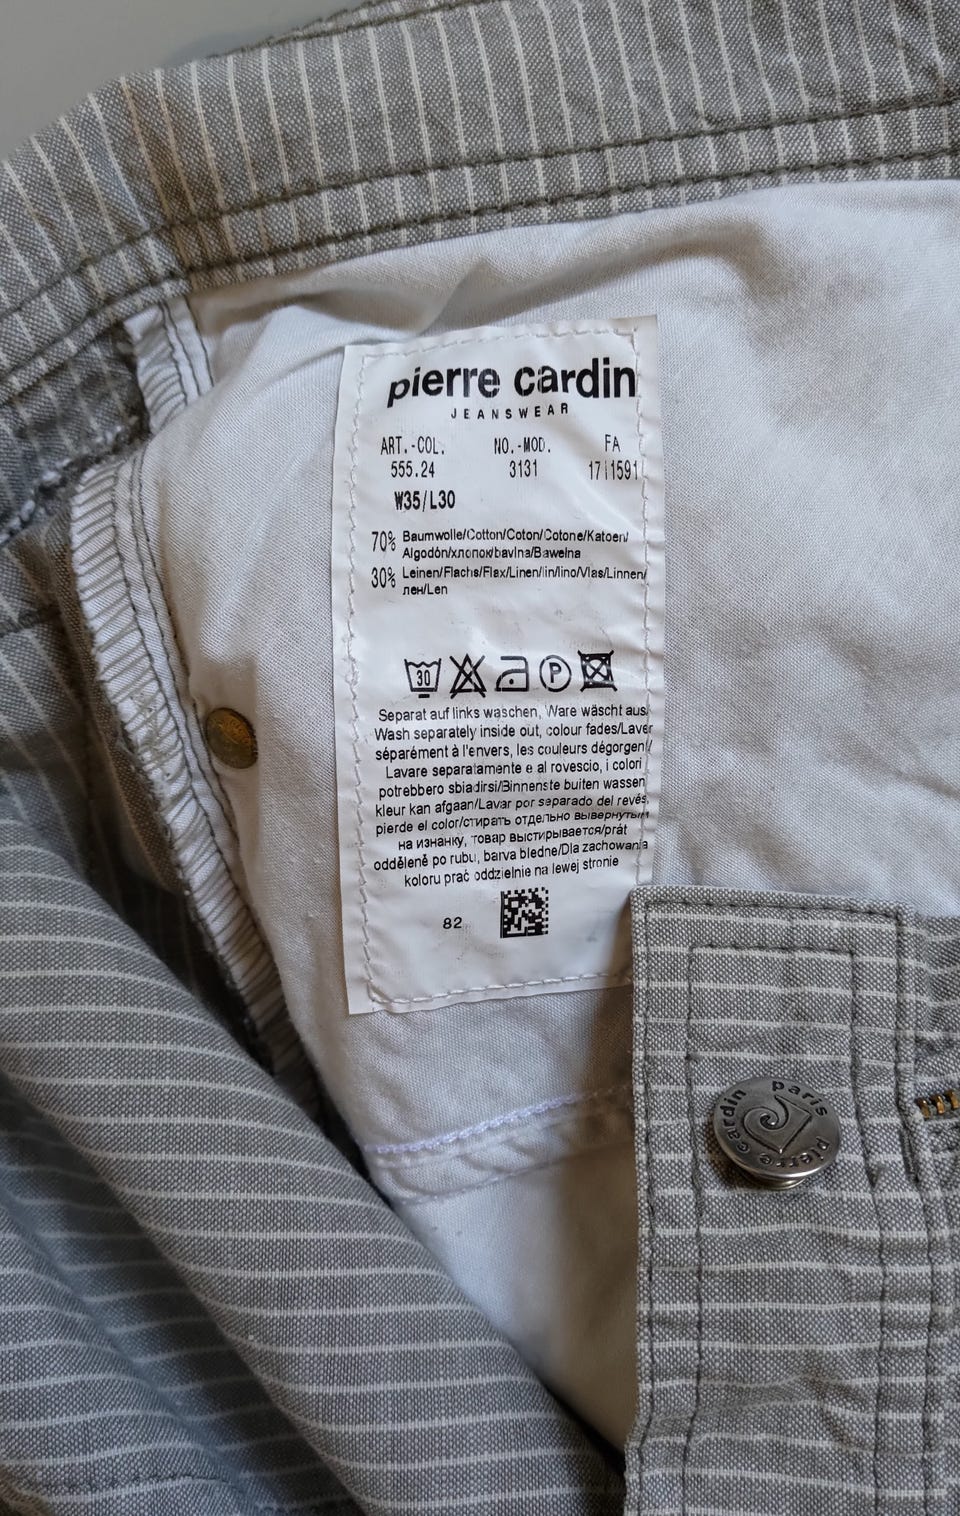 pierre cardin
JEANSWEAR
ART.-COL. NO.-MOD. FA
555.24 3131 17|1591
W35/L30
70% Baumwolle/Cotton/Coton/Cotone/Katoen/
Algodón/хлопок/bavlna/Bawełna
30% Leinen/Flachs/Flax/Linen/lin/lino/Vlas/Linnen/
лен/Len
30 P
Separat auf links waschen, Ware wäscht aus/
Wash separately inside out, colour fades/Laver
séparément à l'envers, les couleurs dégorgent/
Lavare separatamente e al rovescio, i colori
potrebbero sbiadirsi/Binnenste buiten wassen
kleur kan afgaan/Lavar por separado del revés,
pierde el color/стирать отдельно вывернутым
на изнанку, товар выстирывается/prát
odděleně po rubu, barva bledne/Dla zachowania
koloru prać oddzielnie na lewej stronie
82
pierre cardin paris